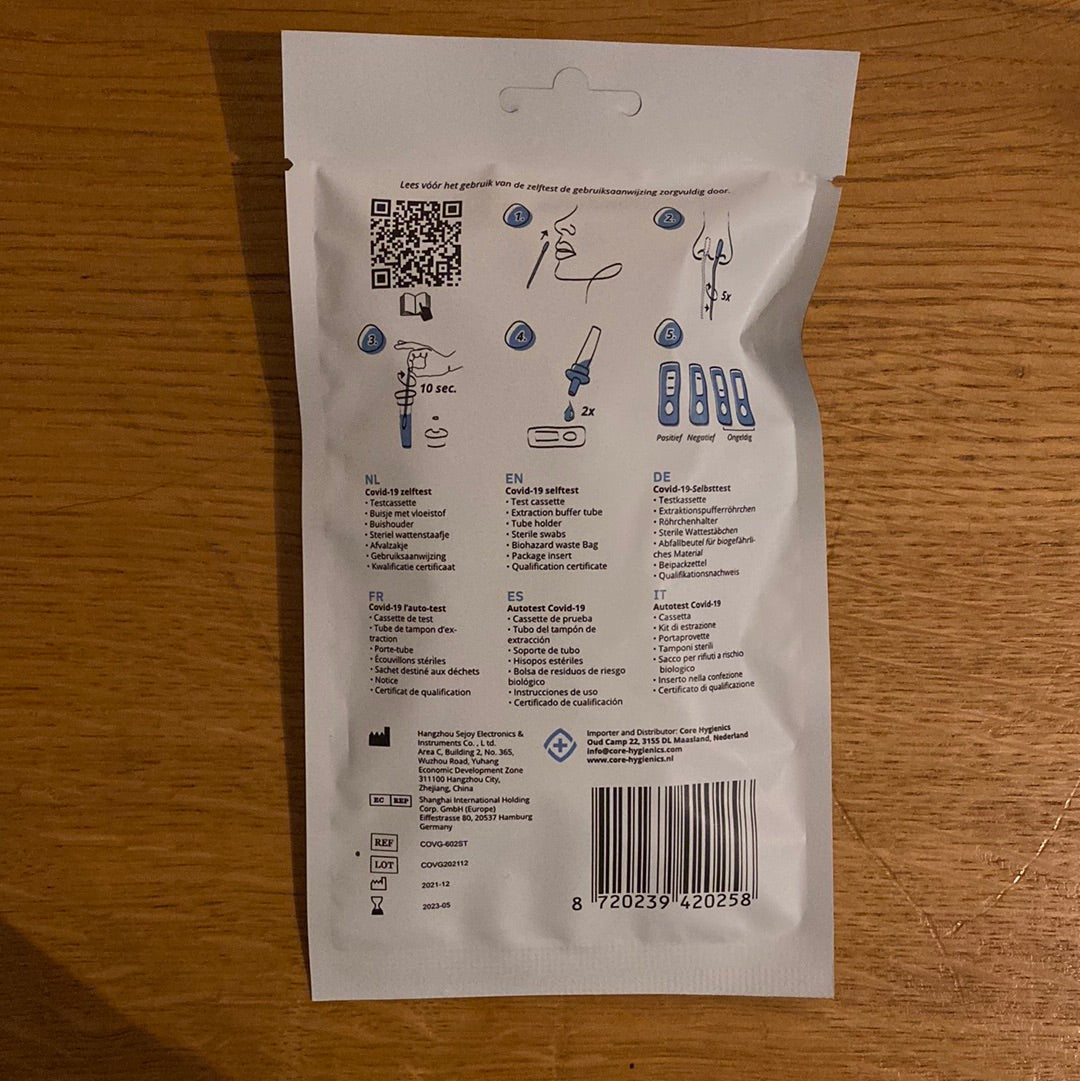 Lees vóór het gebruik van de zelftest de gebruiksaanwijzing zorgvuldig door.
1.
2.
5x
3.
10 sec.
4.
2x
5.
Positief Negatief Ongeldig
NL
Covid-19 zelftest
• Testcassette
• Buisje met vloeistof
• Buishouder
• Steriel wattenstaafje
• Afvalzakje
• Gebruiksaanwijzing
• Kwalificatie certificaat
EN
Covid-19 selftest
• Test cassette
• Extraction buffer tube
• Tube holder
• Sterile swabs
• Biohazard waste Bag
• Package insert
• Qualification certificate
DE
Covid-19-Selbsttest
• Testkassette
• Extraktionspufferröhrchen
• Röhrchenhalter
• Sterile Wattestäbchen
• Abfallbeutel für biogefährli-
ches Material
• Beipackzettel
• Qualifikationsnachweis
FR
Covid-19 l'auto-test
• Cassette de test
• Tube de tampon d'ex-
traction
• Porte-tube
• Écouvillons stériles
• Sachet destiné aux déchets
• Notice
• Certificat de qualification
ES
Autotest Covid-19
• Cassette de prueba
• Tubo del tampón de
extracción
• Soporte de tubo
• Hisopos estériles
• Bolsa de residuos de riesgo
biológico
• Instrucciones de uso
• Certificado de cualificación
IT
Autotest Covid-19
• Cassetta
• Kit di estrazione
• Portaprovette
• Tamponi sterili
• Sacco per rifiuti a rischio
biologico
• Inserto nella confezione
• Certificato di qualificazione
Hangzhou Sejoy Electronics &
Instruments Co. , L td.
Area C, Building 2, No. 365,
Wuzhou Road, Yuhang
Economic Development Zone
311100 Hangzhou City,
Zhejiang, China
EC REP
Shanghai International Holding
Corp. GmbH (Europe)
Eiffestrasse 80, 20537 Hamburg
Germany
REF COVG-602ST
LOT COVG202112
2021-12
2023-05
Importer and Distributor: Core Hygienics
Oud Camp 22, 3155 DL Maasland, Nederland
info@core-hygienics.com
www.core-hygienics.nl
8 720239 420258